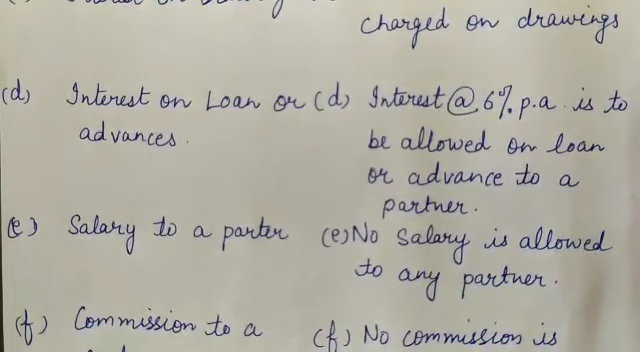 charged on drawings
(d) Interest on Loan or (d) Interest @ 6% p.a. is to
advances. be allowed on loan
or advance to a
partner.
(e) Salary to a parter (e) No Salary is allowed
to any partner.
(f) Commission to a (f) No commission is